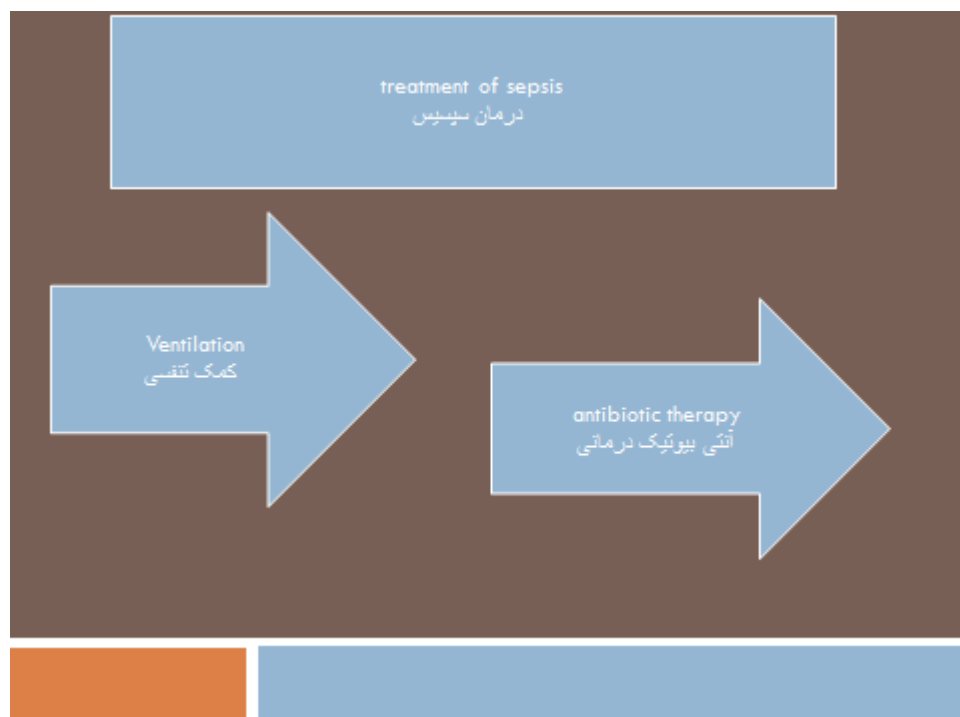 treatment of sepsis
درمان سپسیس
Ventilation
کمک تنفسی
antibiotic therapy
آنتی بیوتیک درمانی